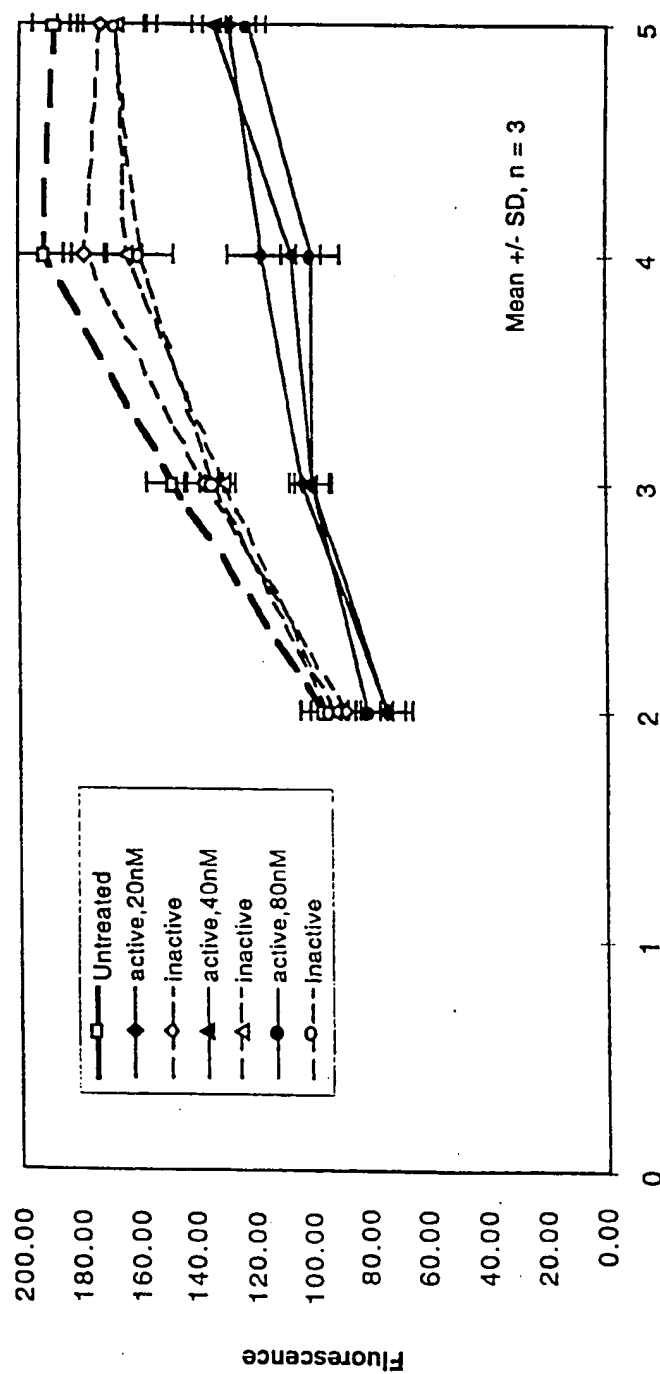 Fluorescence
200.00
180.00
160.00
140.00
120.00
100.00
80.00
60.00
40.00
20.00
0.00
Untreated
active,20nM
inactive
active,40nM
inactive
active,80nM
Inactive
Mean +/- SD, n = 3
0 1 2 3 4 5